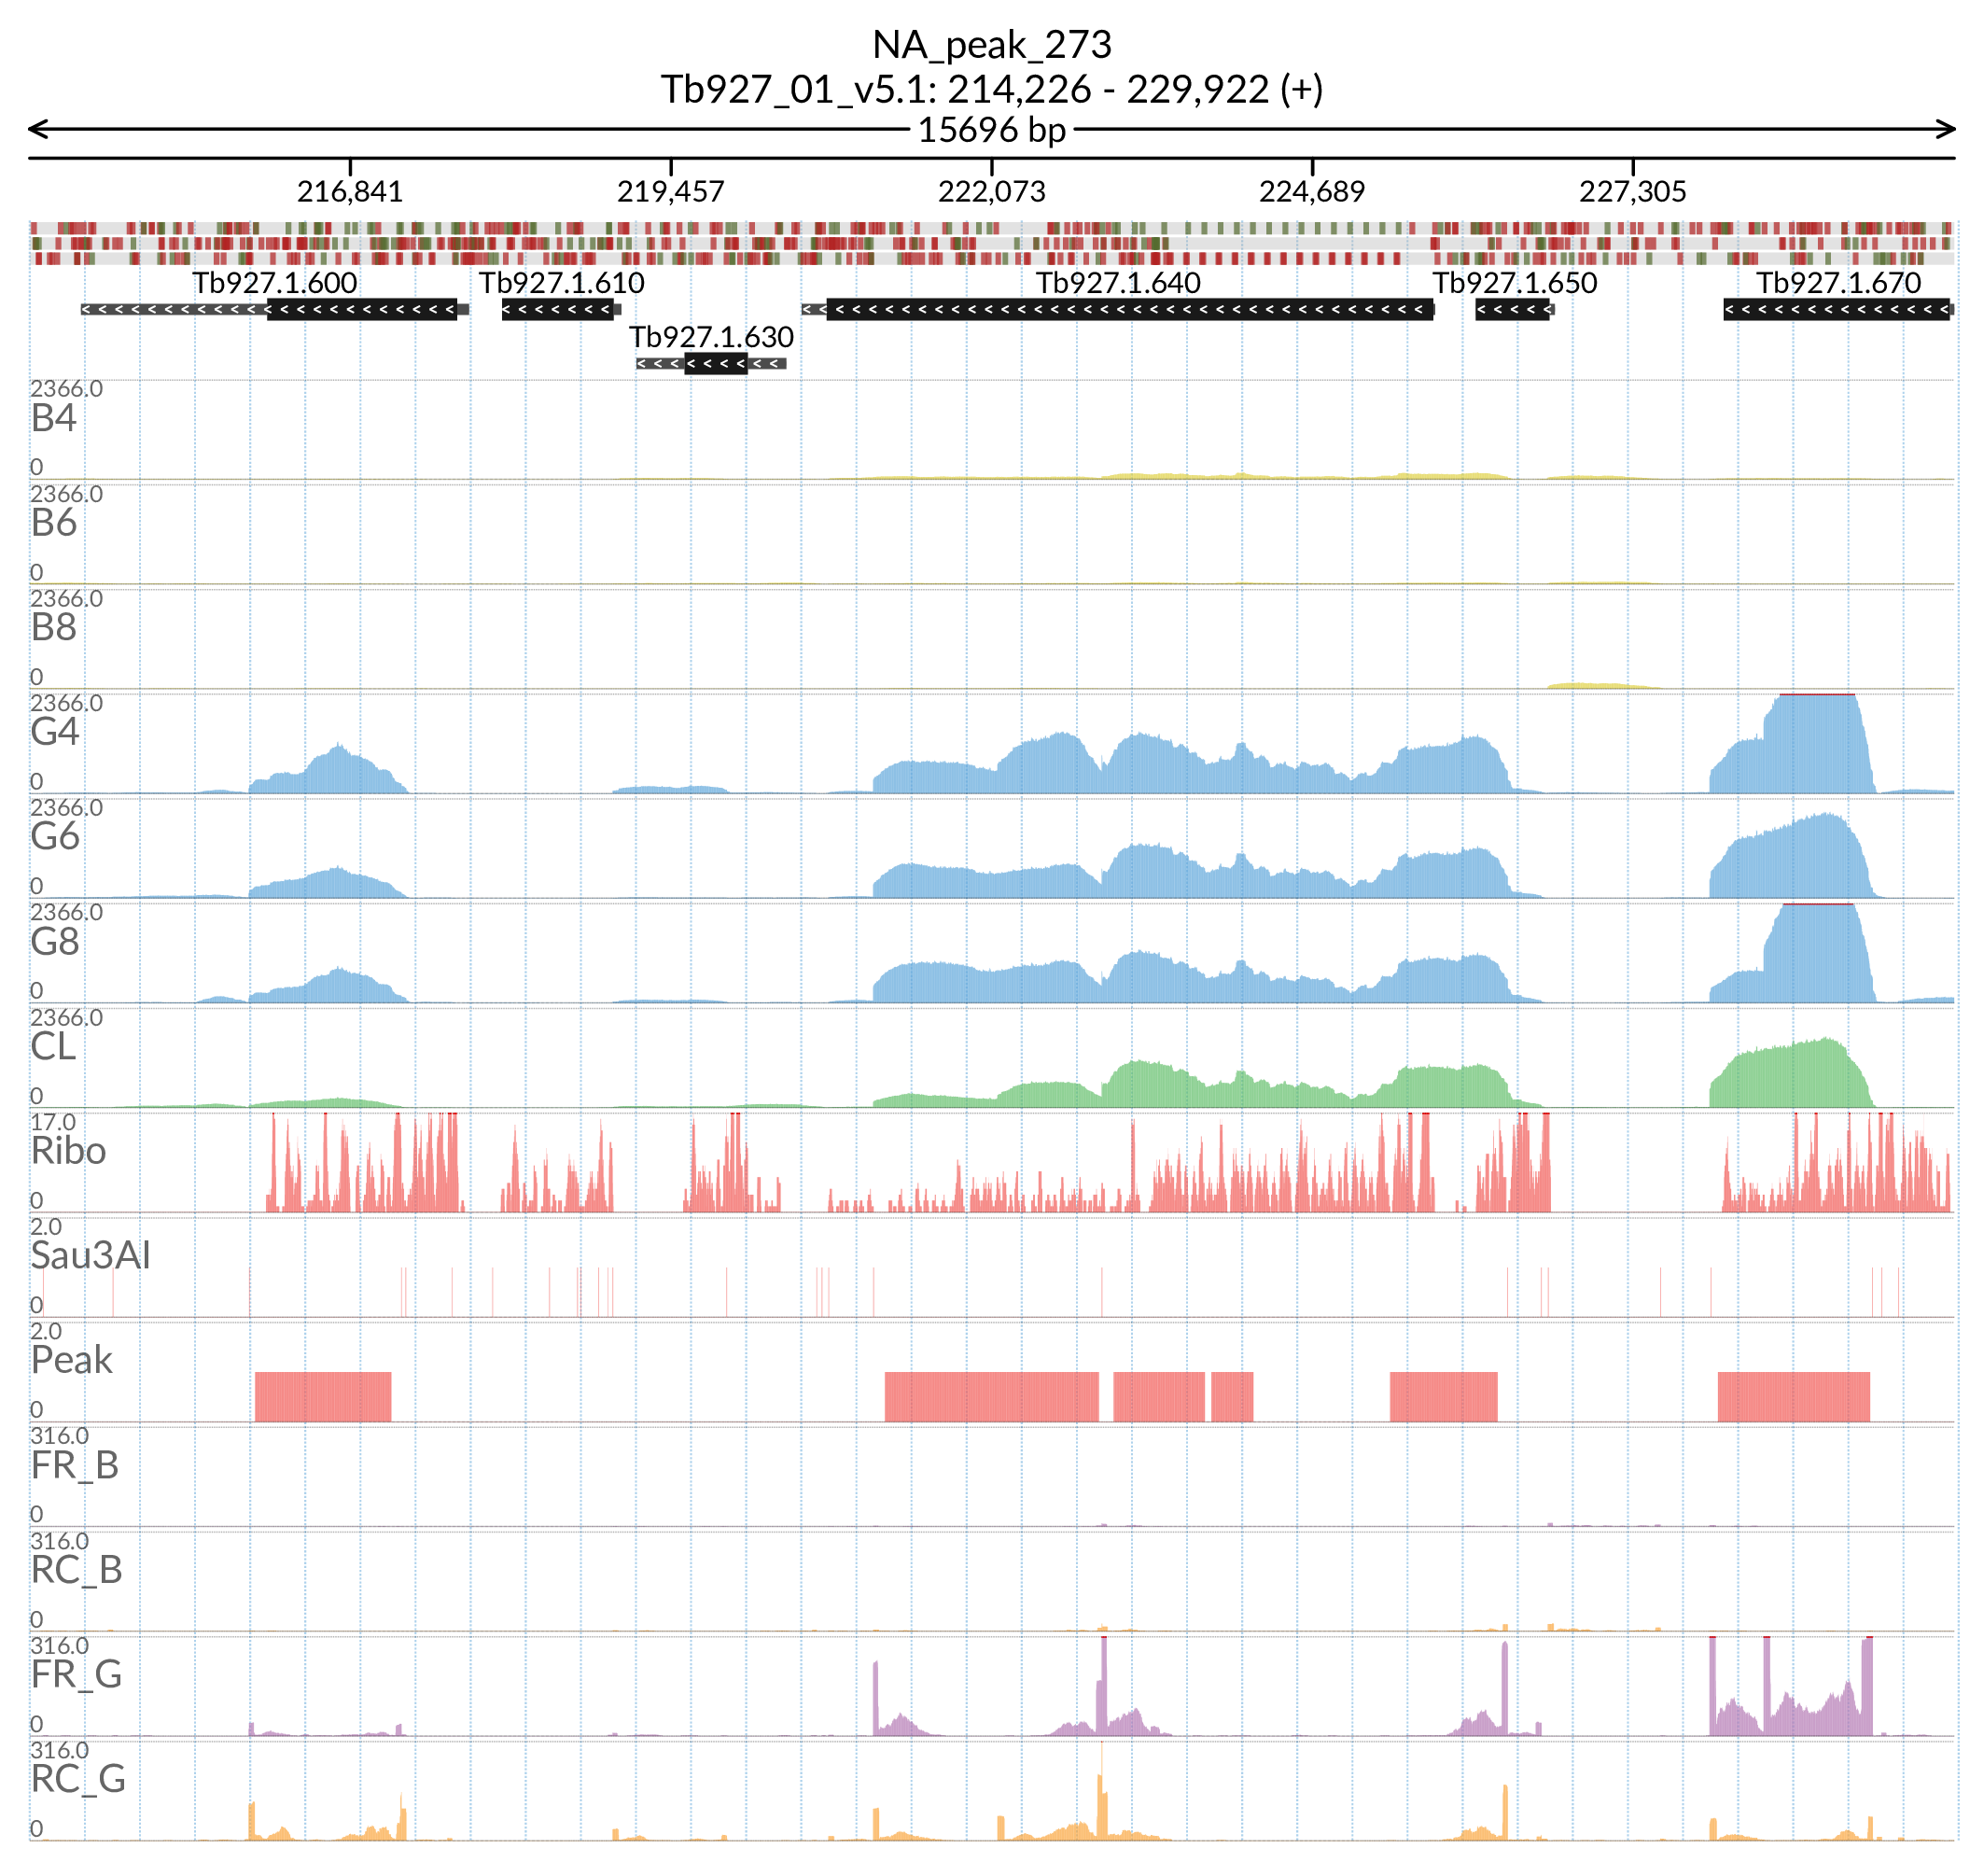 NA_peak_273
Tb927_01_v5.1: 214,226 - 229,922 (+)
15696 bp
216,841 219,457 222,073 224,689 227,305
Tb927.1.600 Tb927.1.610 Tb927.1.640 Tb927.1.650 Tb927.1.670
Tb927.1.630
2366.0
B4
0
2366.0
B6
0
2366.0
B8
0
2366.0
G4
0
2366.0
G6
0
2366.0
G8
0
2366.0
CL
0
17.0
Ribo
0
2.0
Sau3AI
0
2.0
Peak
0
316.0
FR_B
0
316.0
RC_B
0
316.0
FR_G
0
316.0
RC_G
0